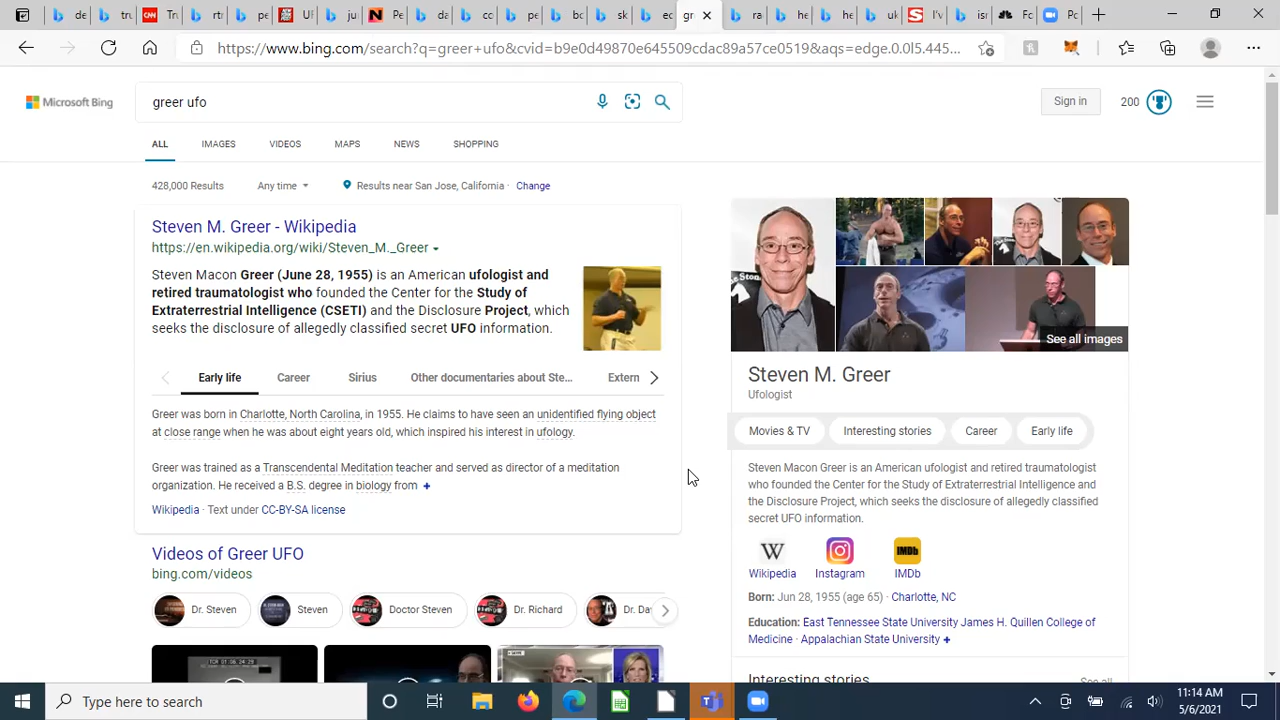 https://www.bing.com/search?q=greer+ufo&cvid=b9e0d49870e645509cdac89a57ce0519&aqs=edge.0.0l5.445...
Microsoft Bing
greer ufo
Sign in
200
ALL
IMAGES
VIDEOS
MAPS
NEWS
SHOPPING
428,000 Results
Any time
Results near San Jose, California · Change
Steven M. Greer - Wikipedia
https://en.wikipedia.org/wiki/Steven_M._Greer
Steven Macon Greer (June 28, 1955) is an American ufologist and
retired traumatologist who founded the Center for the Study of
Extraterrestrial Intelligence (CSETI) and the Disclosure Project, which
seeks the disclosure of allegedly classified secret UFO information.
Early life
Career
Sirius
Other documentaries about Ste...
Extern
Greer was born in Charlotte, North Carolina, in 1955. He claims to have seen an unidentified flying object
at close range when he was about eight years old, which inspired his interest in ufology.
Greer was trained as a Transcendental Meditation teacher and served as director of a meditation
organization. He received a B.S. degree in biology from +
Wikipedia · Text under CC-BY-SA license
Videos of Greer UFO
bing.com/videos
Dr. Steven
Steven
Doctor Steven
Dr. Richard
Dr. Da
See all images
Steven M. Greer
Ufologist
Movies & TV
Interesting stories
Career
Early life
Steven Macon Greer is an American ufologist and retired traumatologist
who founded the Center for the Study of Extraterrestrial Intelligence and
the Disclosure Project, which seeks the disclosure of allegedly classified
secret UFO information.
Wikipedia
Instagram
IMDb
Born: Jun 28, 1955 (age 65) · Charlotte, NC
Education: East Tennessee State University James H. Quillen College of
Medicine · Appalachian State University +
Interesting stories
See all
Type here to search
11:14 AM
5/6/2021